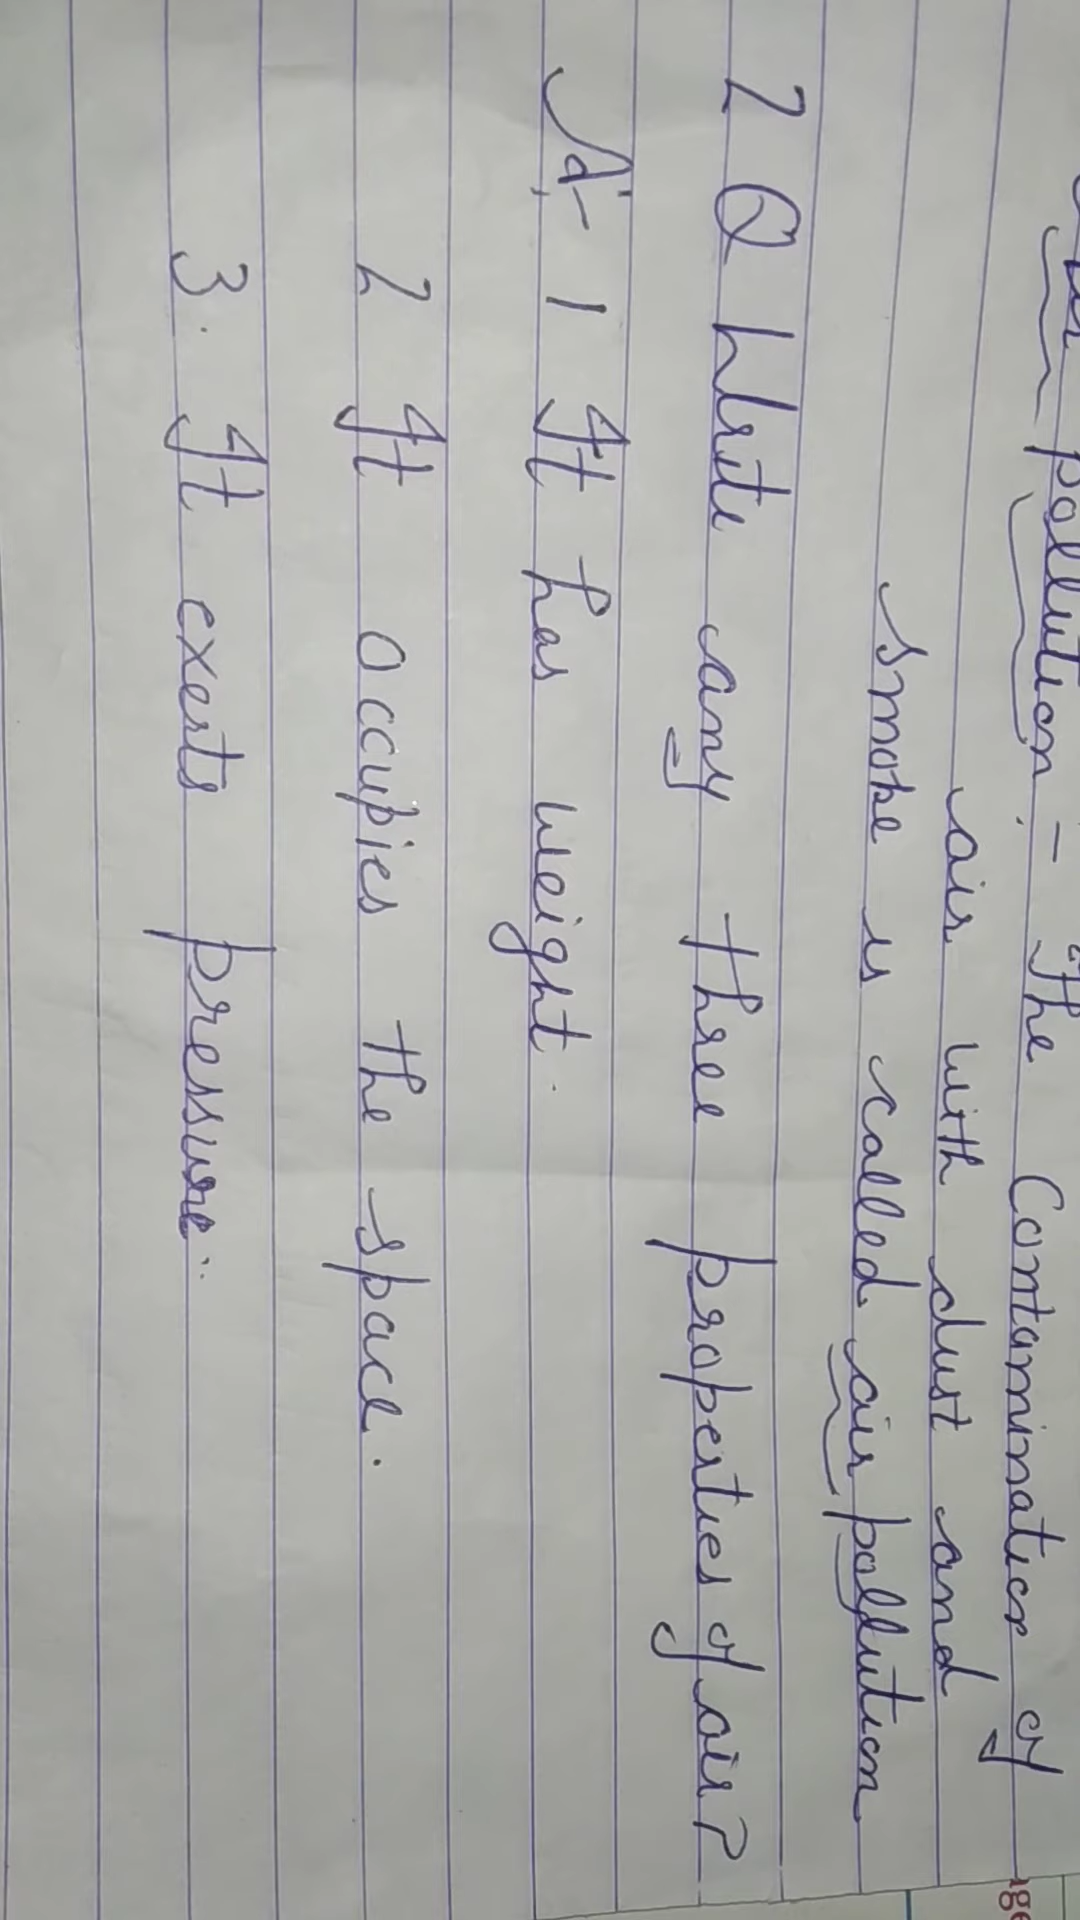 Air pollution - The Contamination of
air with dust and
smoke is called air pollution
2 Q Write any three properties of air?
A:- 1 It has weight.
2 It occupies the space.
3. It exerts pressure.